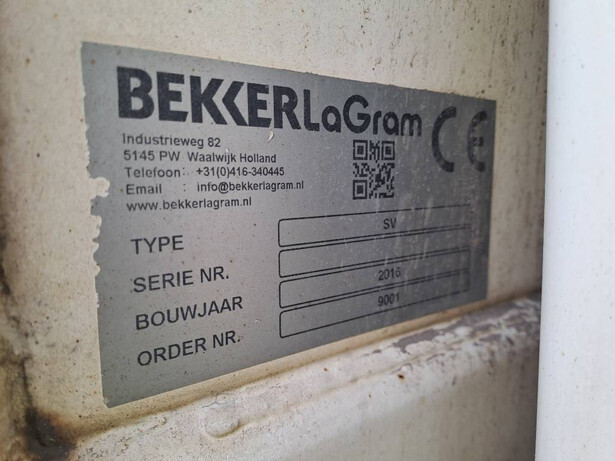 BEKKERLaGram CE
Industrieweg 82
5145 PW Waalwijk Holland
Telefoon: +31(0)416-340445
Email : info@bekkerlagram.nl
www.bekkerlagram.nl
TYPE SV
SERIE NR.
BOUWJAAR 2016
ORDER NR. 9001